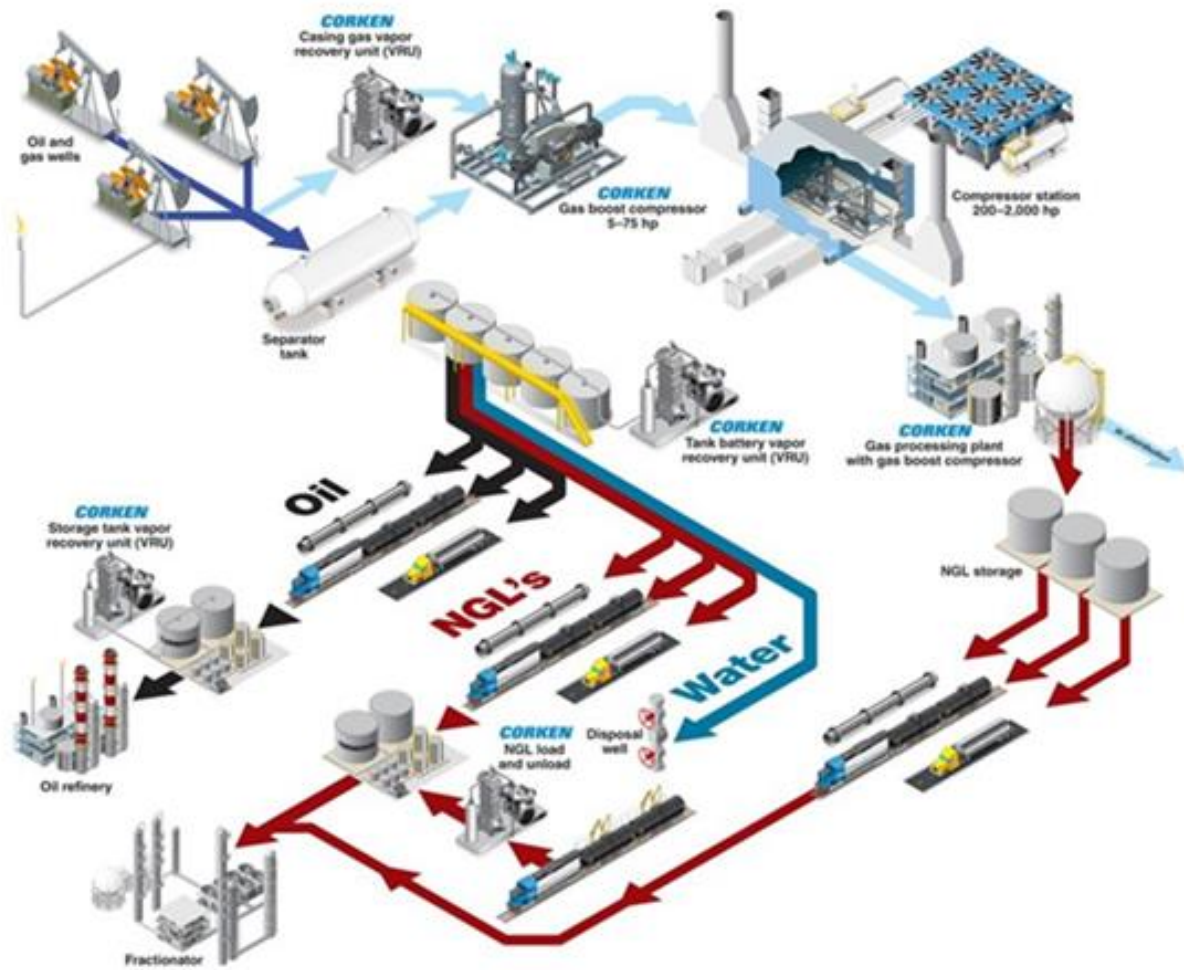 CORKEN
Casing gas vapor
recovery unit (VRU)
Oil and
gas wells
CORKEN
Gas boost compressor
5–75 hp
Compressor station
200–2,000 hp
Separator
tank
CORKEN
Tank battery vapor
recovery unit (VRU)
CORKEN
Gas processing plant
with gas boost compressor
Oil
CORKEN
Storage tank vapor
recovery unit (VRU)
NGL storage
NGL's
Water
CORKEN
NGL load
and unload
Disposal
well
Oil refinery
Fractionator